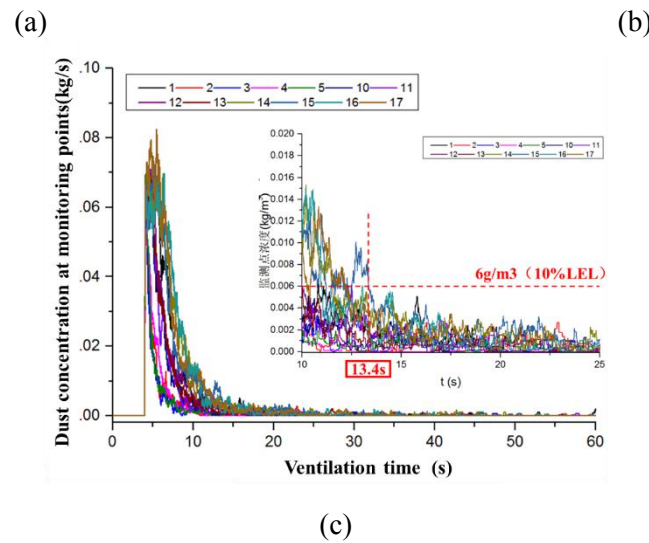 (a)
(b)
Dust concentration at monitoring points(kg/s)
.10
.08
.06
.04
.02
.00
1 2 3 4 5 10 11
12 13 14 15 16 17
监测点浓度(kg/m³)
0.020
0.018
0.016
0.014
0.012
0.010
0.008
0.006
0.004
0.002
0.000
1 2 3 4 5 10 11
12 13 14 15 16 17
6g/m3（10%LEL）
10 15 20 25
13.4s
t (s)
0 10 20 30 40 50 60
Ventilation time (s)
(c)